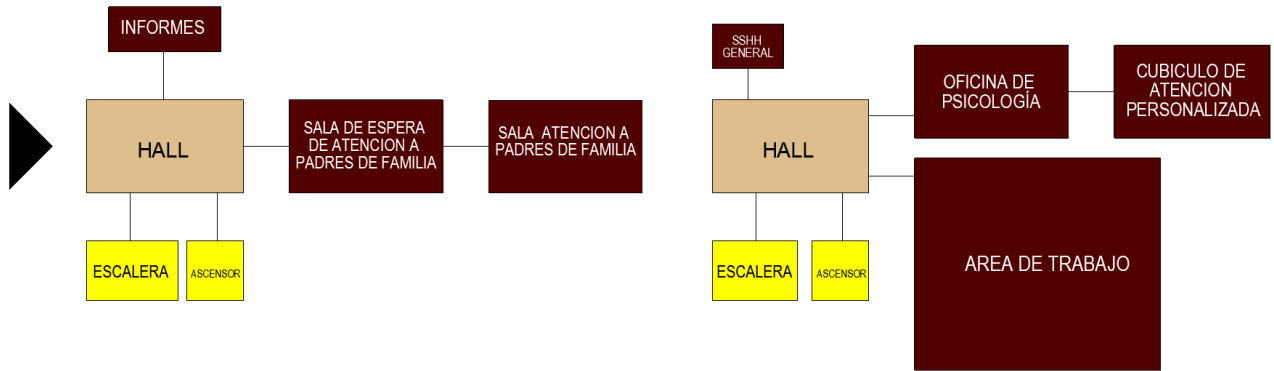 INFORMES
HALL
SALA DE ESPERA
DE ATENCION A
PADRES DE FAMILIA
SALA ATENCION A
PADRES DE FAMILIA
ESCALERA
ASCENSOR
SSHH
GENERAL
HALL
OFICINA DE
PSICOLOGÍA
CUBICULO DE
ATENCION
PERSONALIZADA
ESCALERA
ASCENSOR
AREA DE TRABAJO